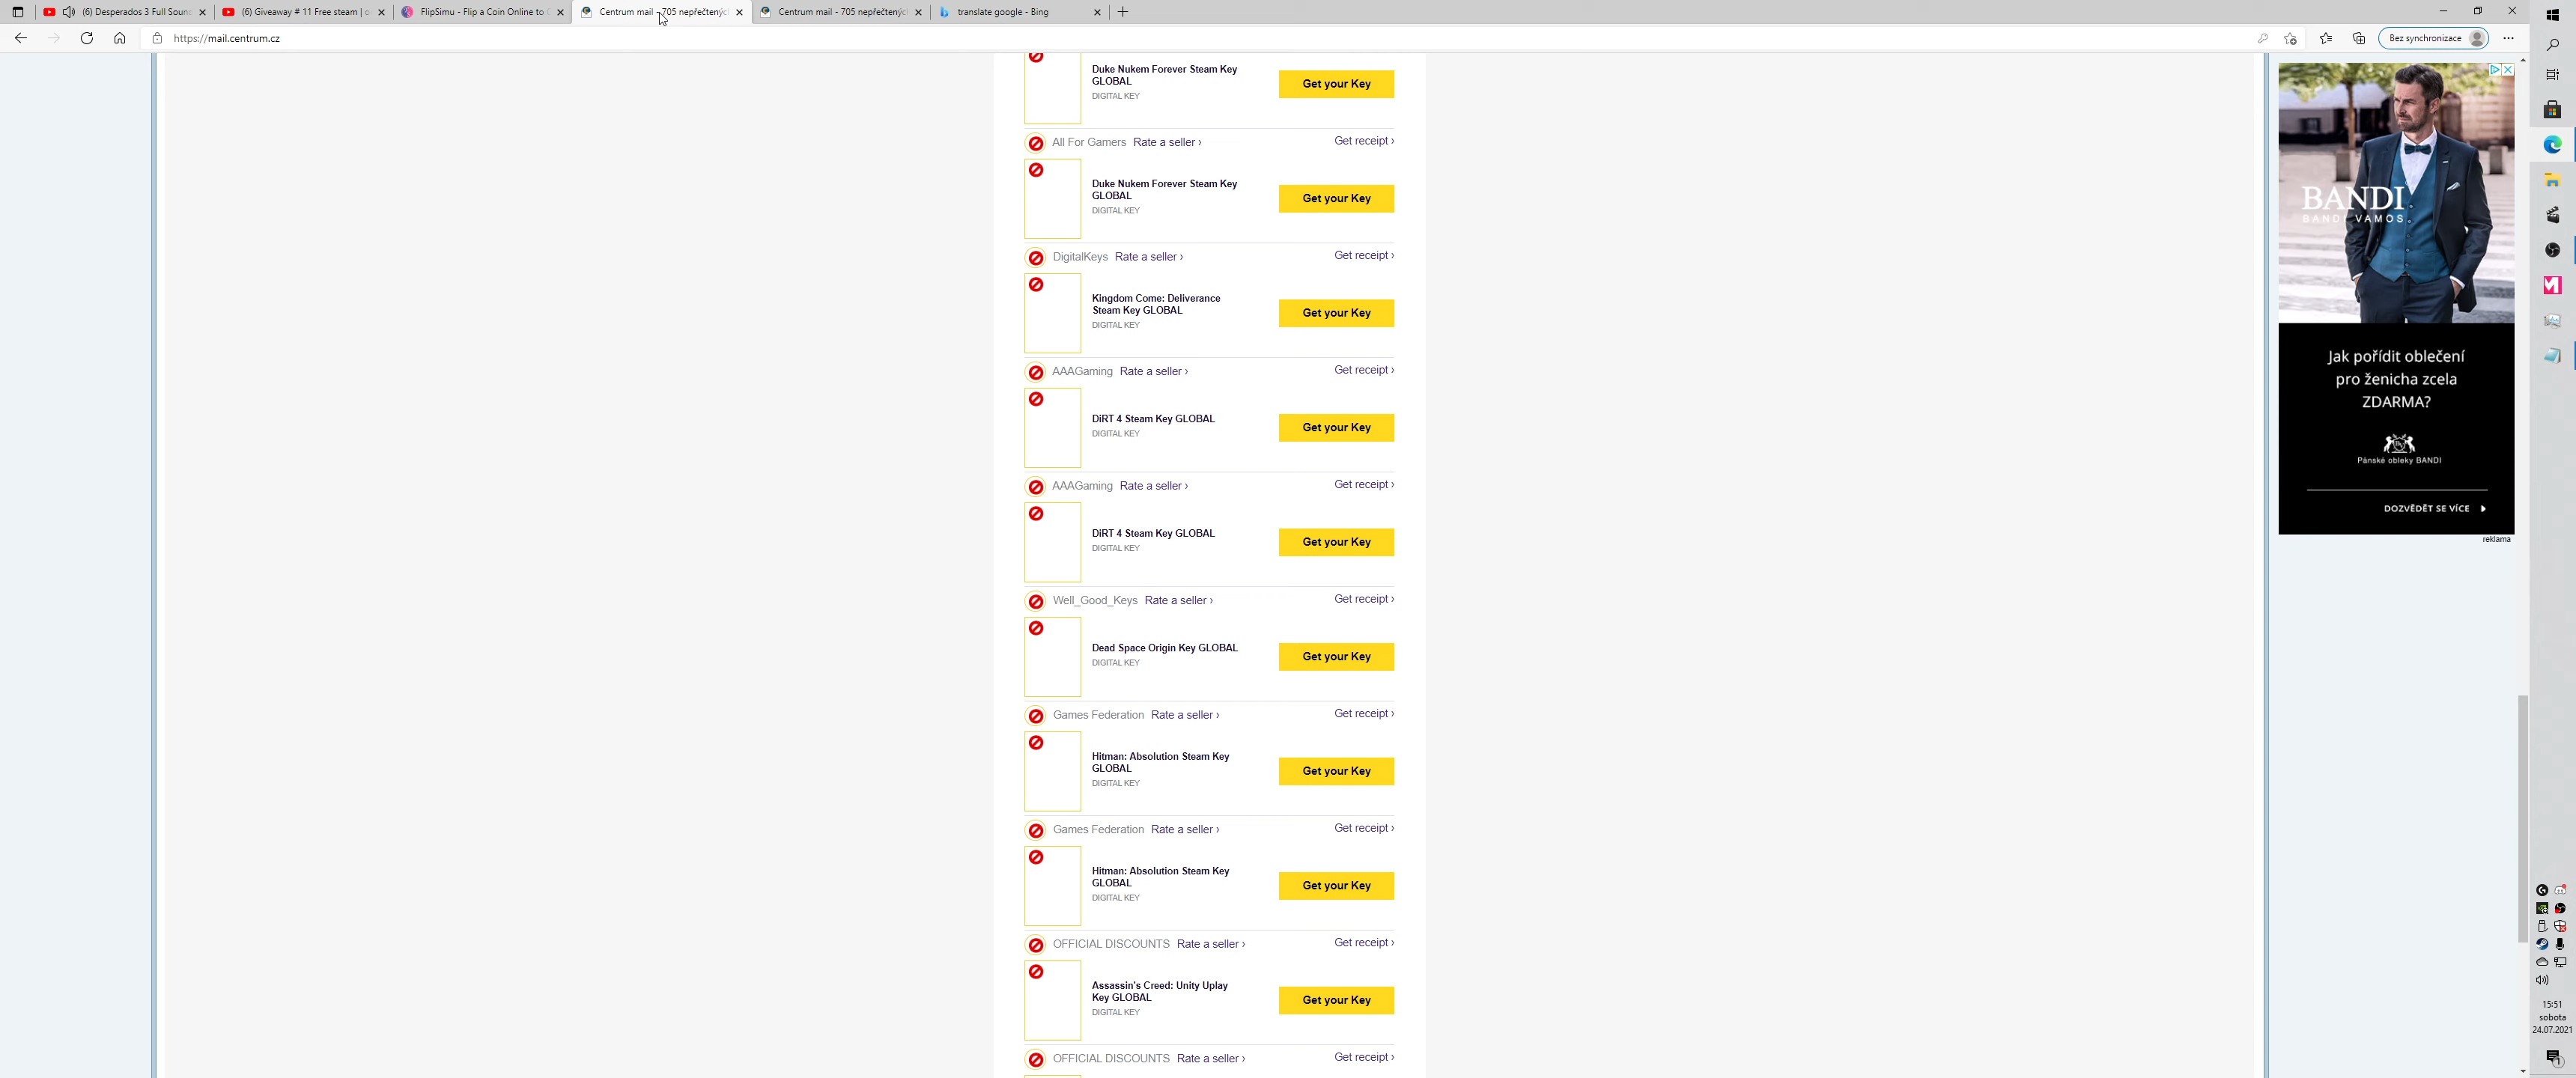 (6) Desperados 3 Full Soun
(6) Giveaway # 11 Free steam | o
FlipSimu - Flip a Coin Online to
Centrum mail - 705 nepřečtenýc
Centrum mail - 705 nepřečtenýc
translate google - Bing
https://mail.centrum.cz
Bez synchronizace
Duke Nukem Forever Steam Key
GLOBAL
DIGITAL KEY
Get your Key
All For Gamers Rate a seller ›
Get receipt ›
Duke Nukem Forever Steam Key
GLOBAL
DIGITAL KEY
Get your Key
DigitalKeys Rate a seller ›
Get receipt ›
Kingdom Come: Deliverance
Steam Key GLOBAL
DIGITAL KEY
Get your Key
AAAGaming Rate a seller ›
Get receipt ›
DiRT 4 Steam Key GLOBAL
DIGITAL KEY
Get your Key
AAAGaming Rate a seller ›
Get receipt ›
DiRT 4 Steam Key GLOBAL
DIGITAL KEY
Get your Key
Well_Good_Keys Rate a seller ›
Get receipt ›
Dead Space Origin Key GLOBAL
DIGITAL KEY
Get your Key
Games Federation Rate a seller ›
Get receipt ›
Hitman: Absolution Steam Key
GLOBAL
DIGITAL KEY
Get your Key
Games Federation Rate a seller ›
Get receipt ›
Hitman: Absolution Steam Key
GLOBAL
DIGITAL KEY
Get your Key
OFFICIAL DISCOUNTS Rate a seller ›
Get receipt ›
Assassin's Creed: Unity Uplay
Key GLOBAL
DIGITAL KEY
Get your Key
OFFICIAL DISCOUNTS Rate a seller ›
Get receipt ›
BANDI
BANDI VAMOS
Jak pořídit oblečení
pro ženicha zcela
ZDARMA?
Pánské obleky BANDI
DOZVĚDĚT SE VÍCE
reklama
15:51
sobota
24.07.2021
1